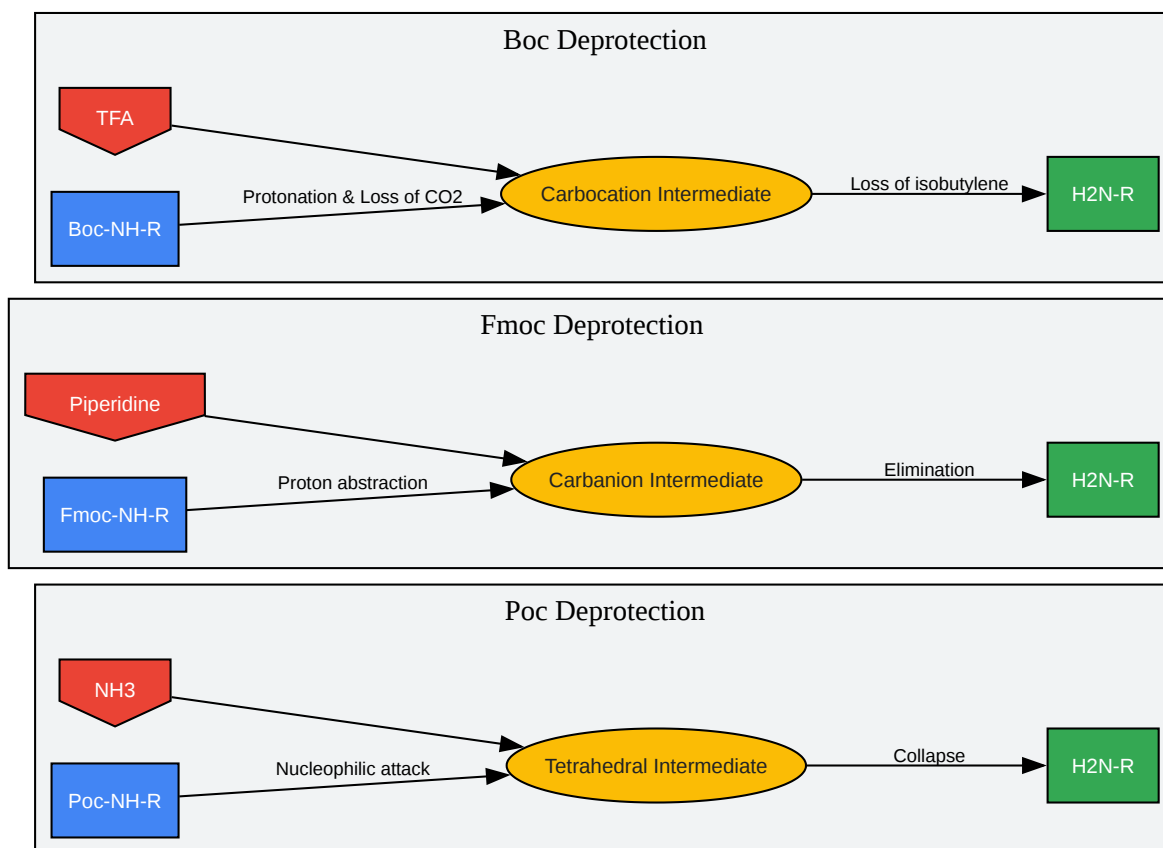 Boc Deprotection
TFA
Boc-NH-R
Protonation & Loss of CO2
Carbocation Intermediate
Loss of isobutylene
H2N-R
Fmoc Deprotection
Piperidine
Fmoc-NH-R
Proton abstraction
Carbanion Intermediate
Elimination
H2N-R
Poc Deprotection
NH3
Poc-NH-R
Nucleophilic attack
Tetrahedral Intermediate
Collapse
H2N-R